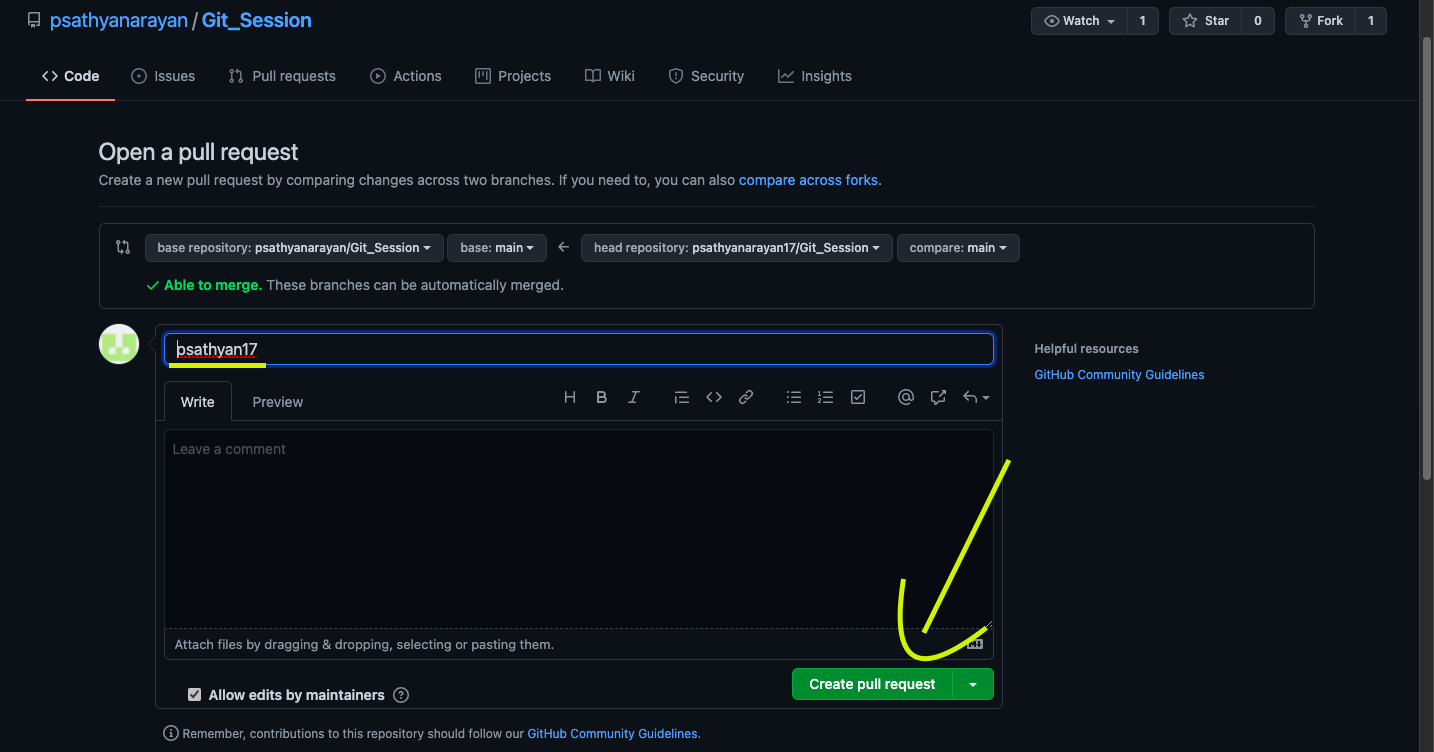 psathyanarayan / Git_Session
Watch 1 Star 0 Fork 1
Code Issues Pull requests Actions Projects Wiki Security Insights
Open a pull request
Create a new pull request by comparing changes across two branches. If you need to, you can also compare across forks.
base repository: psathyanarayan/Git_Session base: main ← head repository: psathyanarayan17/Git_Session compare: main
Able to merge. These branches can be automatically merged.
psathyan17
Helpful resources
GitHub Community Guidelines
Write Preview
Leave a comment
Attach files by dragging & dropping, selecting or pasting them.
Create pull request
Allow edits by maintainers
Remember, contributions to this repository should follow our GitHub Community Guidelines.